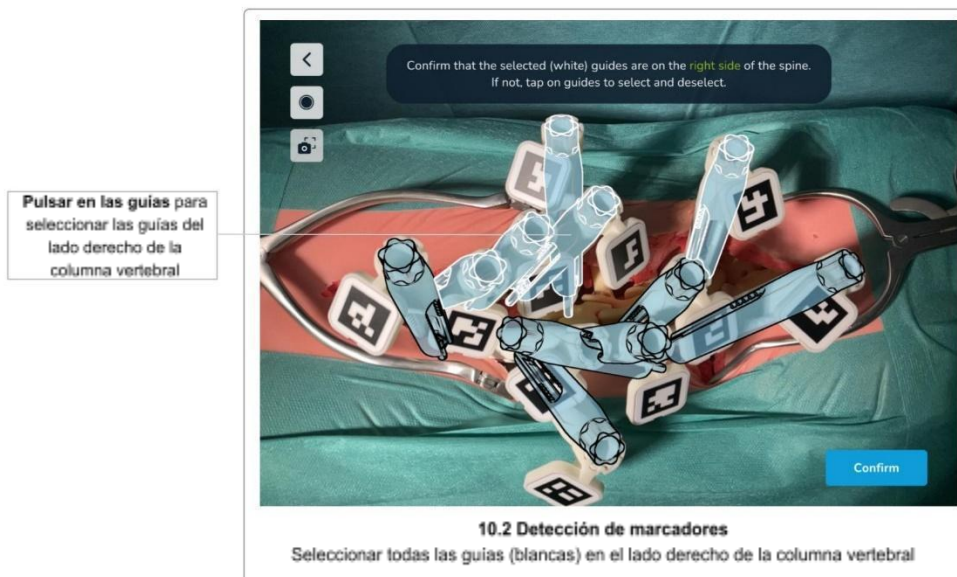 Confirm that the selected (white) guides are on the right side of the spine.
If not, tap on guides to select and deselect.
Pulsar en las guías para
seleccionar las guías del
lado derecho de la
columna vertebral
Confirm
10.2 Detección de marcadores
Seleccionar todas las guías (blancas) en el lado derecho de la columna vertebral